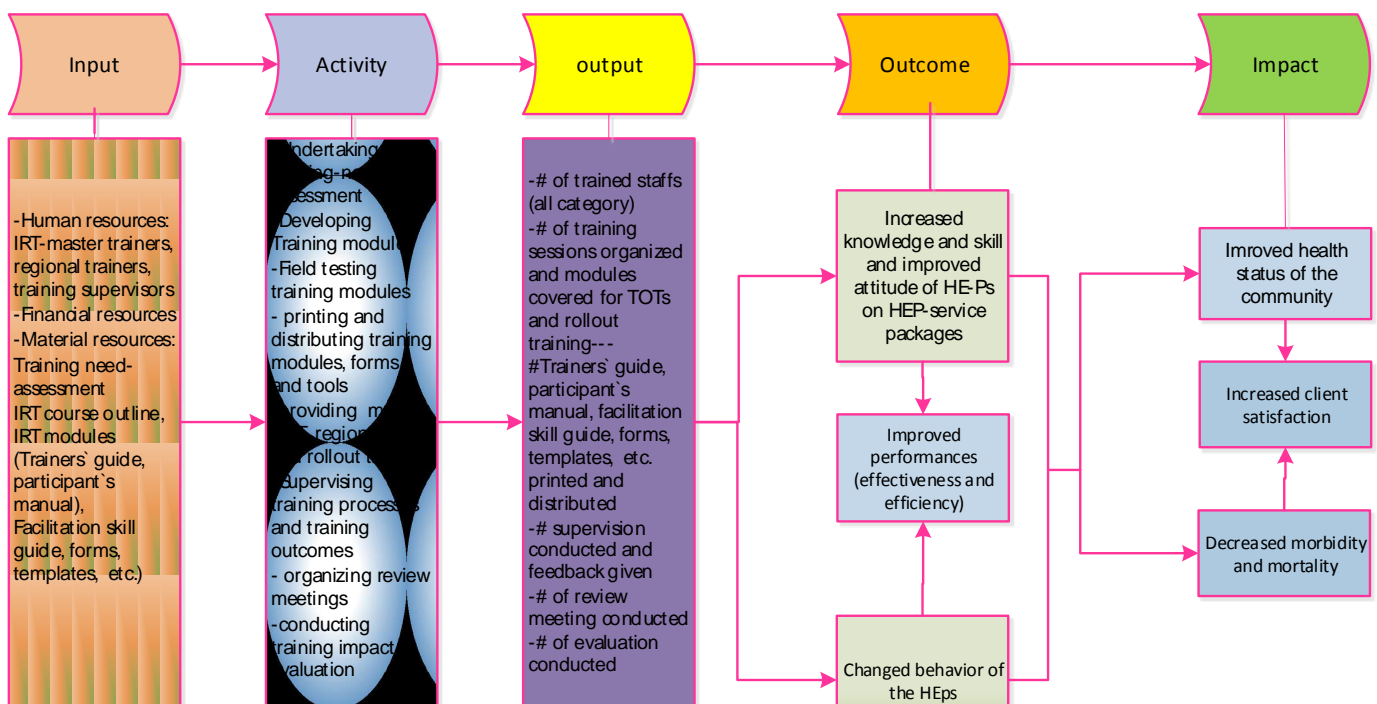 Input
Activity
output
Outcome
Impact
-Human resources:
IRT-master trainers,
regional trainers,
training supervisors
-Financial resources
-Material resources:
Training need-
assessment
IRT course outline,
IRT modules
(Trainers` guide,
participant`s
manual),
Facilitation skill
guide, forms,
templates, etc.)
Undertaking
Developing
Training module
-Field testing
training modules
- printing and
distributing training
modules, forms
and tools
providing
region
rollout
Supervising
training processes
and training
outcomes
- organizing review
meetings
-conducting
training impact
evaluation
-# of trained staffs
(all category)
-# of training
sessions organized
and modules
covered for TOTs
and rollout
training---
#Trainers` guide,
participant`s
manual, facilitation
skill guide, forms,
templates, etc.
printed and
distributed
-# supervision
conducted and
feedback given
-# of review
meeting conducted
-# of evaluation
conducted
Increased
knowledge and skill
and improved
attitude of HE-Ps
on HEP-service
packages
Improved
performances
(effectiveness and
efficiency)
Changed behavior of
the HEps
Imroved health
status of the
community
Increased client
satisfaction
Decreased morbidity
and mortality